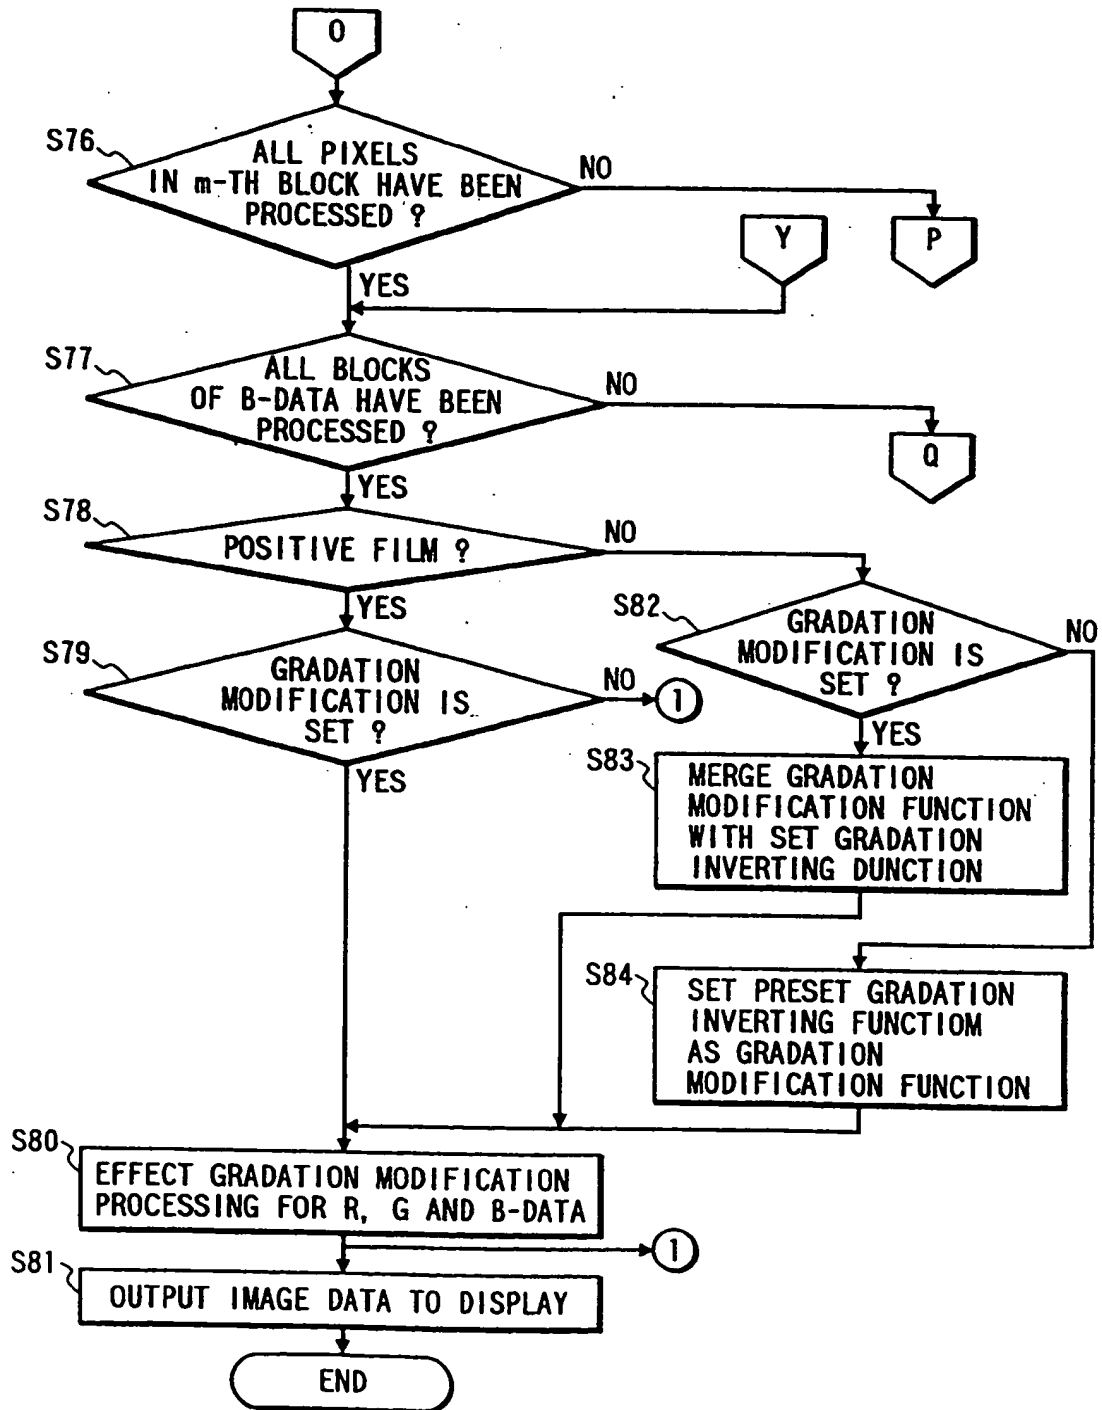 O
S76
ALL PIXELS
IN m-TH BLOCK HAVE BEEN
PROCESSED ?
NO
Y
P
YES
S77
ALL BLOCKS
OF B-DATA HAVE BEEN
PROCESSED ?
NO
Q
YES
S78
POSITIVE FILM ?
NO
YES
S82
GRADATION
MODIFICATION IS
SET ?
NO
S79
GRADATION
MODIFICATION IS
SET ?
NO
1
YES
YES
S83
MERGE GRADATION
MODIFICATION FUNCTION
WITH SET GRADATION
INVERTING DUNCTION
S84
SET PRESET GRADATION
INVERTING FUNCTIOM
AS GRADATION
MODIFICATION FUNCTION
S80
EFFECT GRADATION MODIFICATION
PROCESSING FOR R, G AND B-DATA
1
S81
OUTPUT IMAGE DATA TO DISPLAY
END